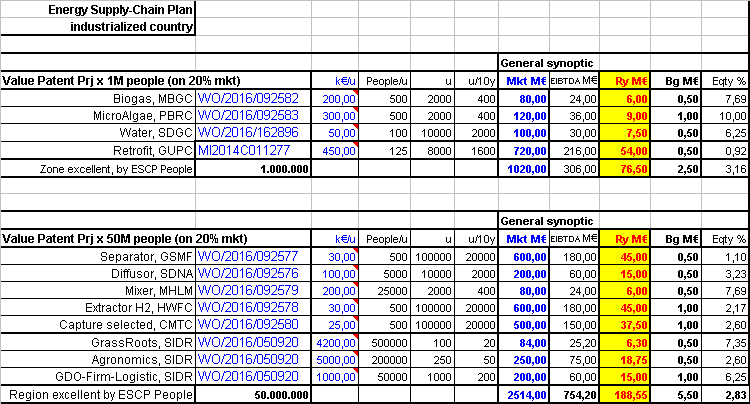 Energy Supply-Chain Plan
industrialized country
General synoptic
Value Patent Prj x 1M people (on 20% mkt) k€/u People/u u u/10y Mkt M€ EIBTDA M€ Ry M€ Bg M€ Eqty %
Biogas, MBGC WO/2016/092582 200,00 500 2000 400 80,00 24,00 6,00 0,50 7,69
MicroAlgae, PBRC WO/2016/092583 300,00 500 2000 400 120,00 36,00 9,00 1,00 10,00
Water, SDGC WO/2016/162896 50,00 100 10000 2000 100,00 30,00 7,50 0,50 6,25
Retrofit, GUPC MI2014C011277 450,00 125 8000 1600 720,00 216,00 54,00 0,50 0,92
Zone excellent, by ESCP People 1.000.000 1020,00 306,00 76,50 2,50 3,16
General synoptic
Value Patent Prj x 50M people (on 20% mkt) k€/u People/u u u/10y Mkt M€ EIBTDA M€ Ry M€ Bg M€ Eqty %
Separator, GSMF WO/2016/092577 30,00 500 100000 20000 600,00 180,00 45,00 0,50 1,10
Diffusor, SDNA WO/2016/092576 100,00 5000 10000 2000 200,00 60,00 15,00 0,50 3,23
Mixer, MHLM WO/2016/092579 200,00 25000 2000 400 80,00 24,00 6,00 0,50 7,69
Extractor H2, HWFC WO/2016/092578 30,00 500 100000 20000 600,00 180,00 45,00 1,00 2,17
Capture selected, CMTC WO/2016/092580 25,00 500 100000 20000 500,00 150,00 37,50 1,00 2,60
GrassRoots, SIDR WO/2016/050920 4200,00 500000 100 20 84,00 25,20 6,30 0,50 7,35
Agronomics, SIDR WO/2016/050920 5000,00 200000 250 50 250,00 75,00 18,75 0,50 2,60
GDO-Firm-Logistic, SIDR WO/2016/050920 1000,00 50000 1000 200 200,00 60,00 15,00 1,00 6,25
Region excellent by ESCP People 50.000.000 2514,00 754,20 188,55 5,50 2,83